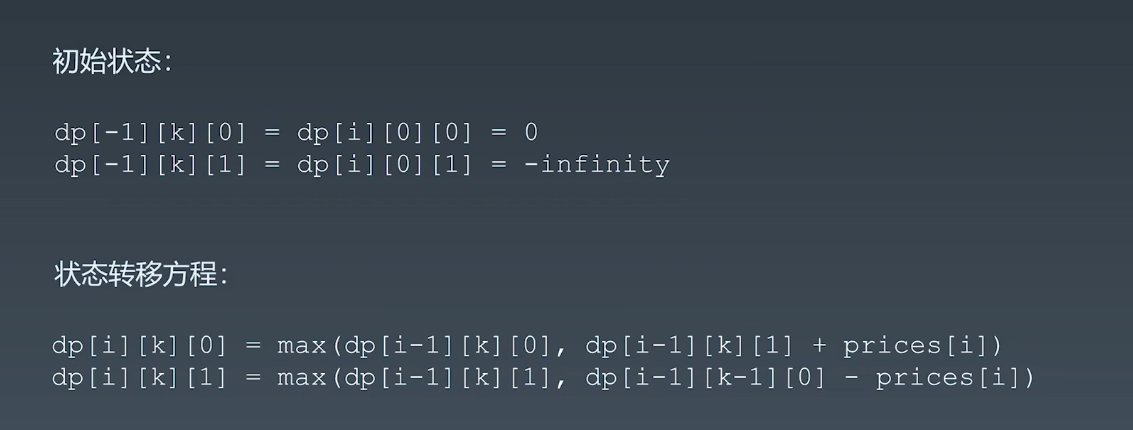 初始状态：
dp[-1][k][0] = dp[i][0][0] = 0
dp[-1][k][1] = dp[i][0][1] = -infinity
状态转移方程：
dp[i][k][0] = max(dp[i-1][k][0], dp[i-1][k][1] + prices[i])
dp[i][k][1] = max(dp[i-1][k][1], dp[i-1][k-1][0] - prices[i])